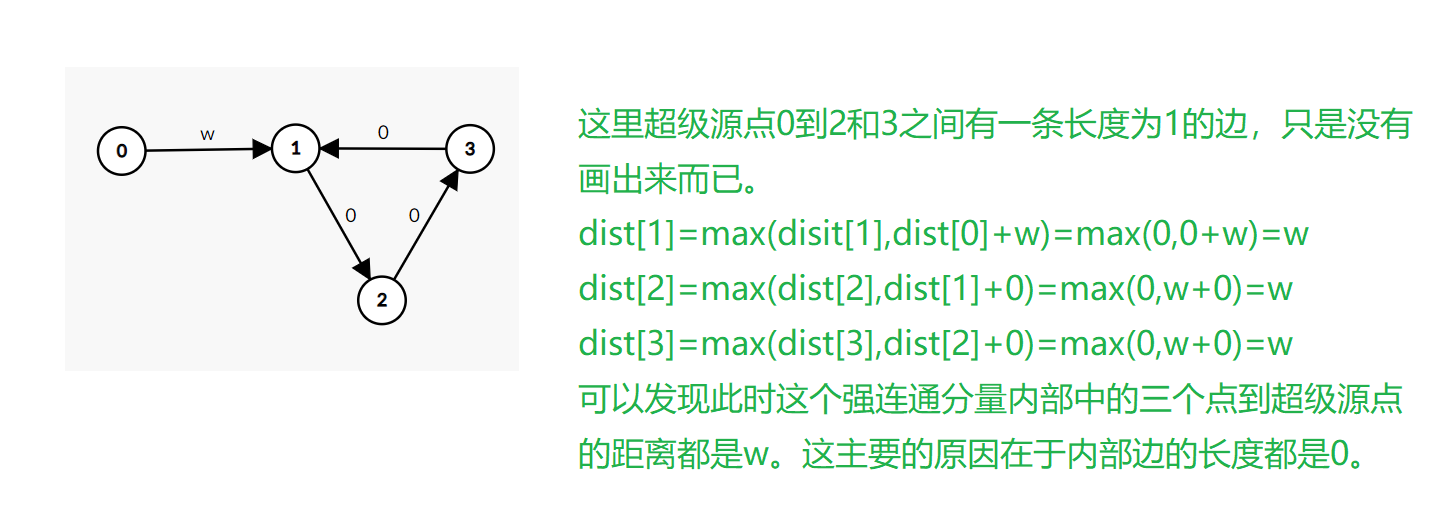 w
0
0
1
3
0
0
2
这里超级源点0到2和3之间有一条长度为1的边，只是没有
画出来而已。
dist[1]=max(disit[1],dist[0]+w)=max(0,0+w)=w
dist[2]=max(dist[2],dist[1]+0)=max(0,w+0)=w
dist[3]=max(dist[3],dist[2]+0)=max(0,w+0)=w
可以发现此时这个强连通分量内部中的三个点到超级源点
的距离都是w。这主要的原因在于内部边的长度都是0。